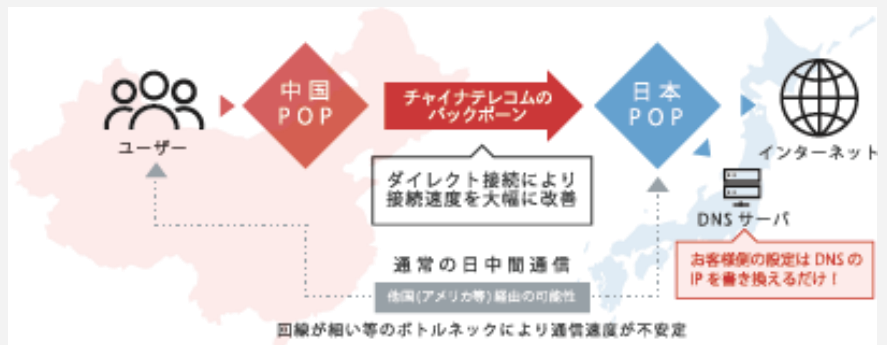 中国
POP
チャイナテレコムの
バックボーン
日本
POP
ユーザー
インターネット
ダイレクト接続により
接続速度を大幅に改善
DNSサーバ
お客様側の設定はDNSの
IPを書き換えるだけ!
通常の日中間通信
他国(アメリカ等)経由の可能性
回線が細い等のボトルネックにより通信速度が不安定